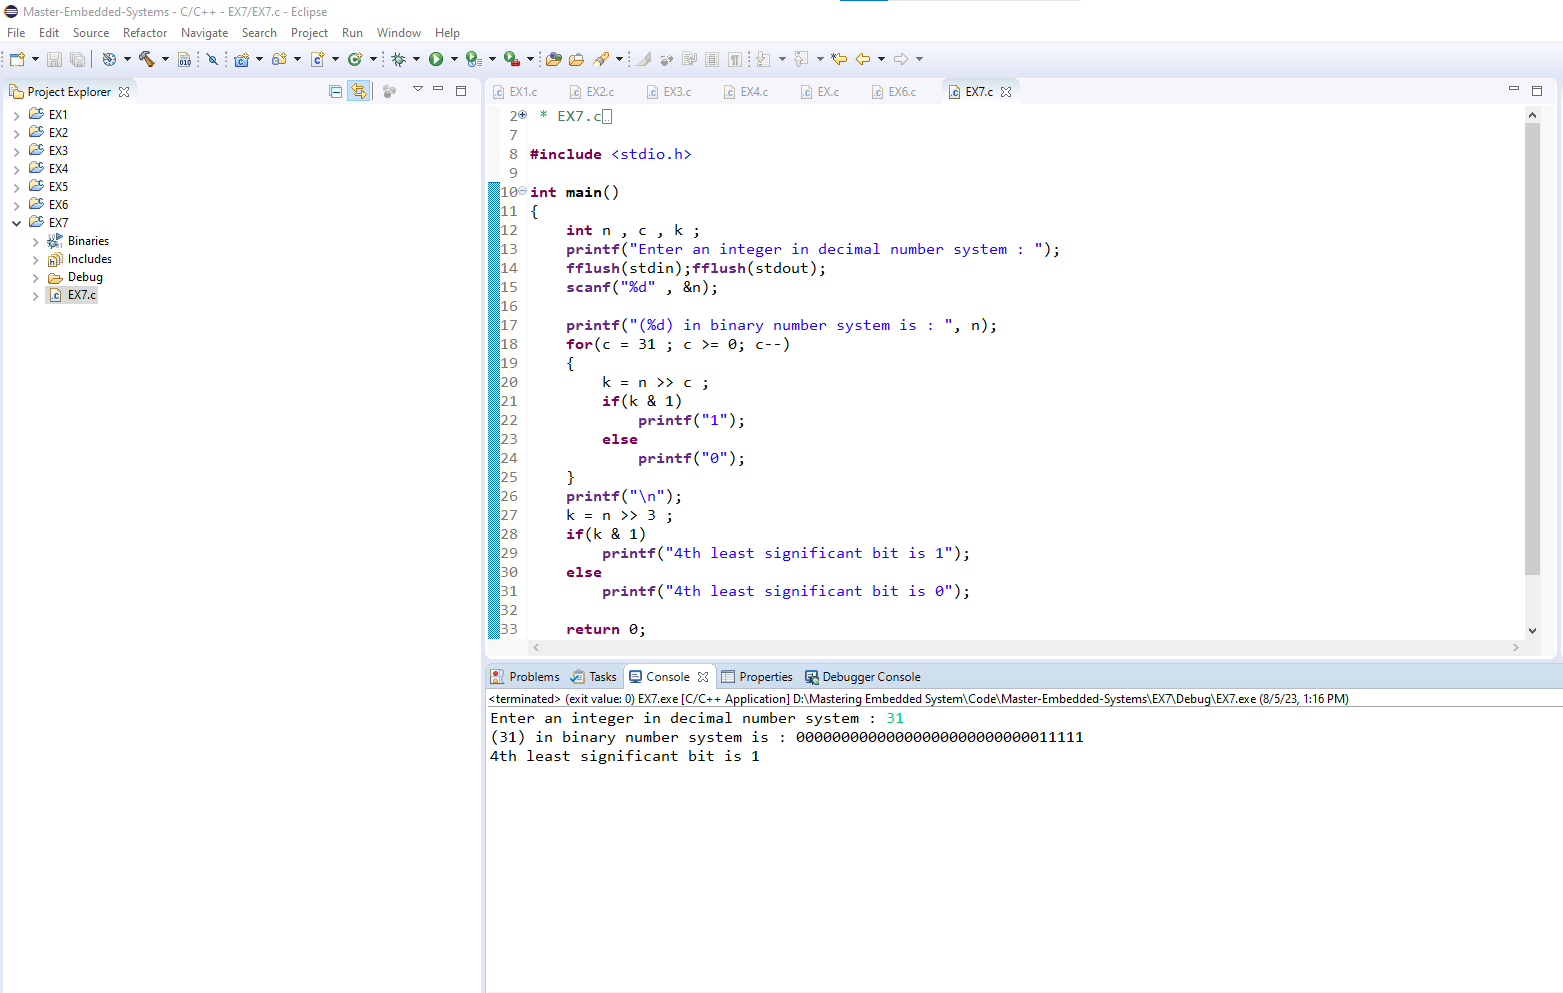 Master-Embedded-Systems - C/C++ - EX7/EX7.c - Eclipse
File Edit Source Refactor Navigate Search Project Run Window Help
Project Explorer
EX1
EX2
EX3
EX4
EX5
EX6
EX7
Binaries
Includes
Debug
EX7.c
EX1.c EX2.c EX3.c EX4.c EX.c EX6.c EX7.c
2 * EX7.c
7
8 #include <stdio.h>
9
10 int main()
11 {
12 int n , c , k ;
13 printf("Enter an integer in decimal number system : ");
14 fflush(stdin);fflush(stdout);
15 scanf("%d" , &n);
16
17 printf("(%d) in binary number system is : ", n);
18 for(c = 31 ; c >= 0; c--)
19 {
20 k = n >> c ;
21 if(k & 1)
22 printf("1");
23 else
24 printf("0");
25 }
26 printf("\n");
27 k = n >> 3 ;
28 if(k & 1)
29 printf("4th least significant bit is 1");
30 else
31 printf("4th least significant bit is 0");
32
33 return 0;
Problems Tasks Console Properties Debugger Console
<terminated> (exit value: 0) EX7.exe [C/C++ Application] D:\Mastering Embedded System\Code\Master-Embedded-Systems\EX7\Debug\EX7.exe (8/5/23, 1:16 PM)
Enter an integer in decimal number system : 31
(31) in binary number system is : 00000000000000000000000000011111
4th least significant bit is 1